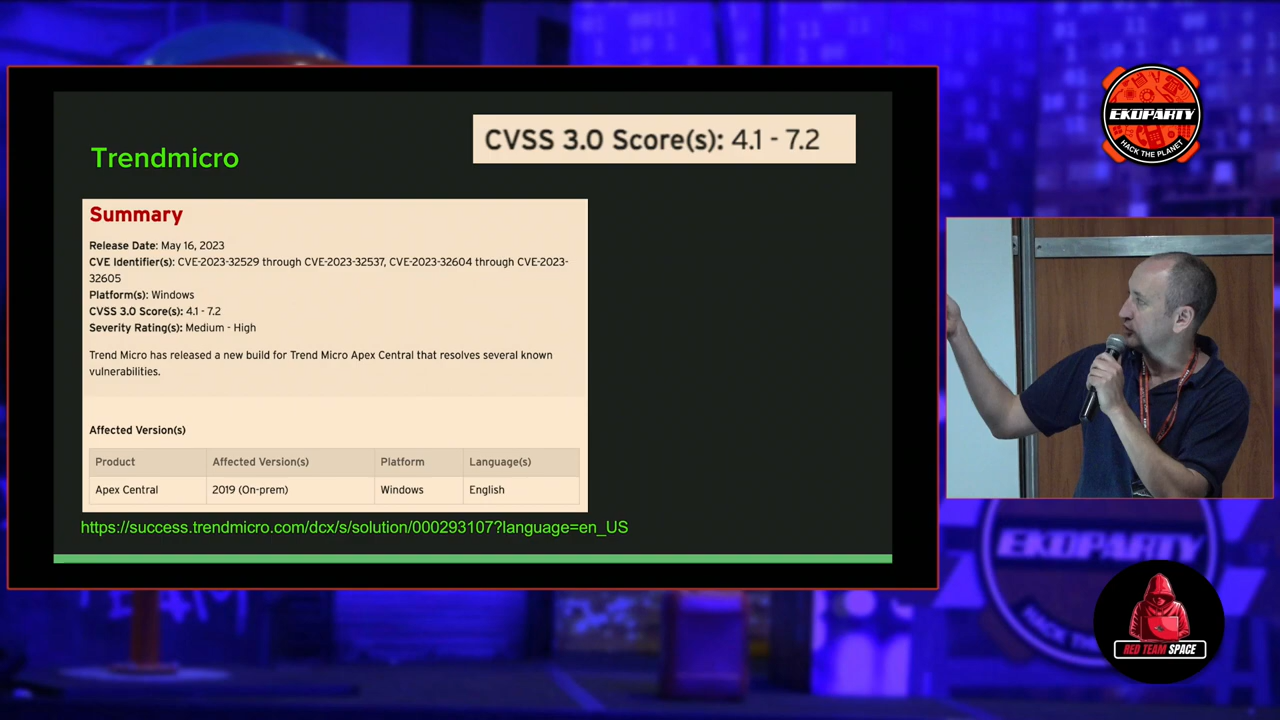 Trendmicro
CVSS 3.0 Score(s): 4.1 - 7.2
Summary
Release Date: May 16, 2023
CVE Identifier(s): CVE-2023-32529 through CVE-2023-32537, CVE-2023-32604 through CVE-2023-
32605
Platform(s): Windows
CVSS 3.0 Score(s): 4.1 - 7.2
Severity Rating(s): Medium - High
Trend Micro has released a new build for Trend Micro Apex Central that resolves several known
vulnerabilities.
Affected Version(s)
Product Affected Version(s) Platform Language(s)
Apex Central 2019 (On-prem) Windows English
https://success.trendmicro.com/dcx/s/solution/000293107?language=en_US
EKOPARTY
HACK THE PLANET
EKOPARTY
HACK THE
RED TEAM SPACE